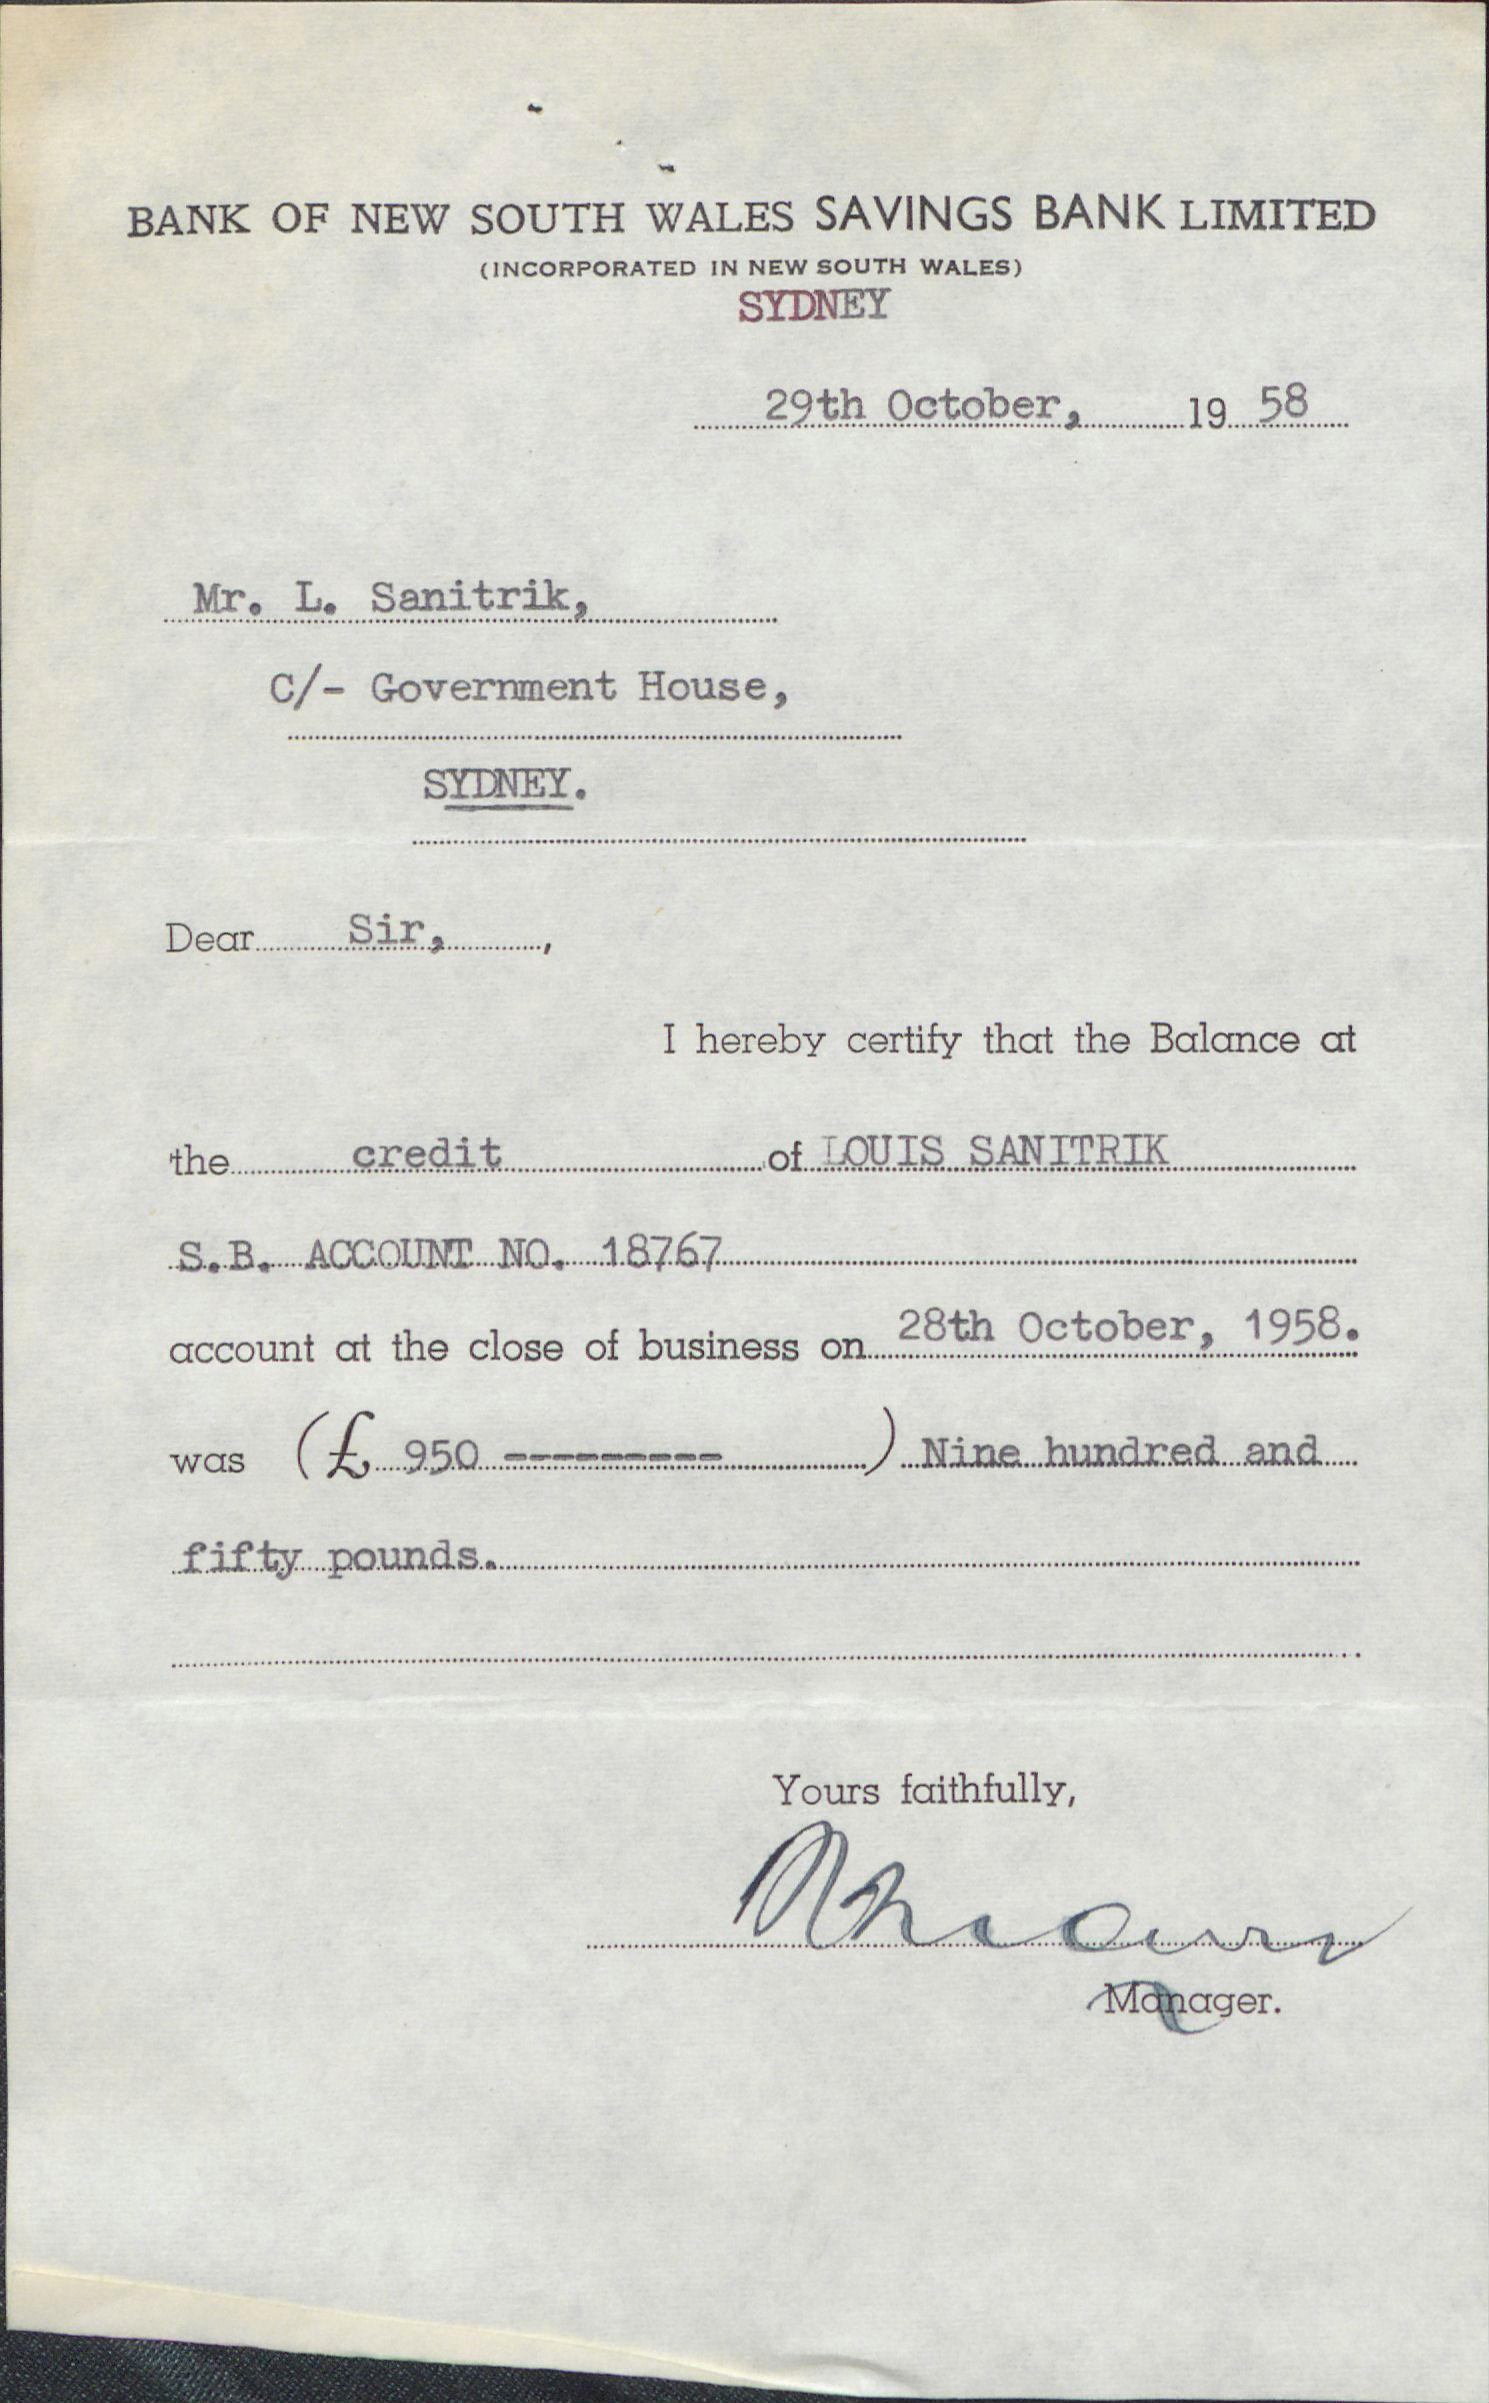 BANK OF NEW SOUTH WALES SAVINGS BANK LIMITED
(INCORPORATED IN NEW SOUTH WALES)
SYDNEY
29th October, 19 58
Mr. L. Sanitrik,
C/- Government House,
SYDNEY.
Dear Sir, ,
I hereby certify that the Balance at
the credit of LOUIS SANITRIK
S.B. ACCOUNT NO. 18767
account at the close of business on 28th October, 1958.
was (£ 950 ---------) Nine hundred and
fifty pounds.
Yours faithfully,
Manager.